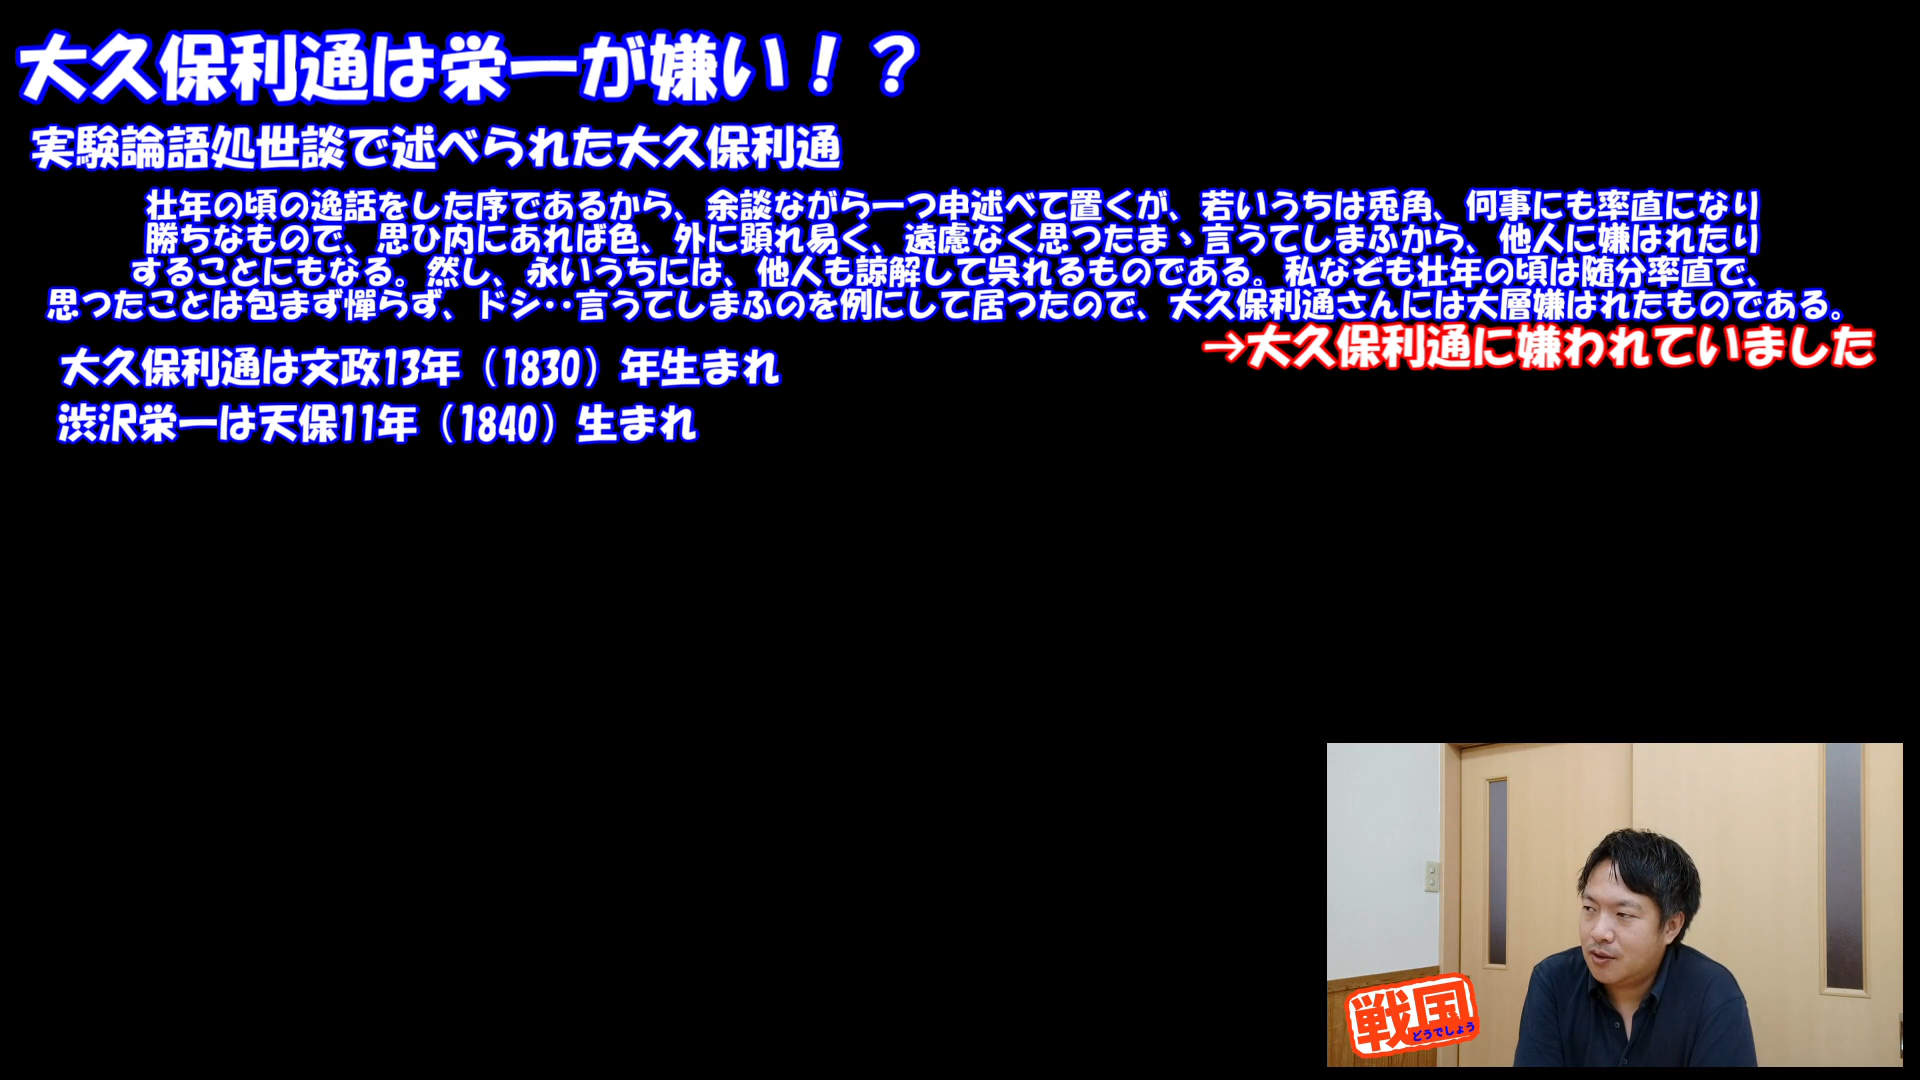 大久保利通は栄一が嫌い！？
実験論語処世談で述べられた大久保利通
壮年の頃の逸話をした序であるから、余談ながら一つ申述べて置くが、若いうちは兎角、何事にも率直になり
勝ちなもので、思ひ内にあれば色、外に顕れ易く、遠慮なく思つたまゝ言うてしまふから、他人に嫌はれたり
することにもなる。然し、永いうちには、他人も諒解して呉れるものである。私なぞも壮年の頃は随分率直で、
思つたことは包まず憚らず、ドシ‥言うてしまふのを例にして居つたので、大久保利通さんには大層嫌はれたものである。
→大久保利通に嫌われていました
大久保利通は文政13年（1830）年生まれ
渋沢栄一は天保11年（1840）生まれ
戦国
どうでしょう